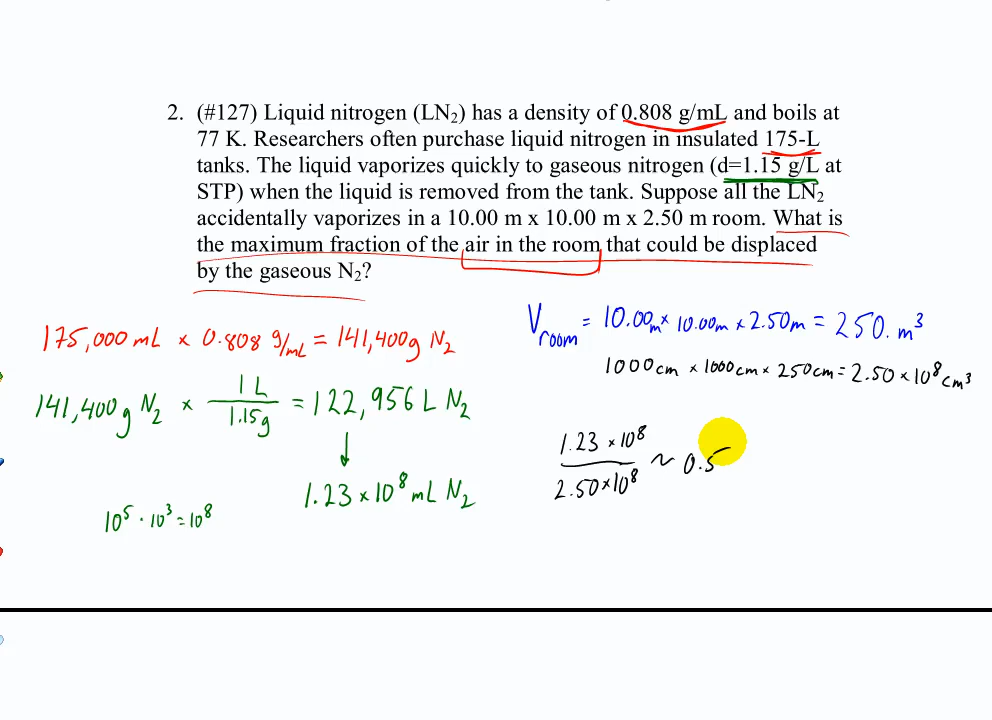 2. (#127) Liquid nitrogen (LN₂) has a density of 0.808 g/mL and boils at
77 K. Researchers often purchase liquid nitrogen in insulated 175-L
tanks. The liquid vaporizes quickly to gaseous nitrogen (d=1.15 g/L at
STP) when the liquid is removed from the tank. Suppose all the LN₂
accidentally vaporizes in a 10.00 m x 10.00 m x 2.50 m room. What is
the maximum fraction of the air in the room that could be displaced
by the gaseous N₂?
175,000 mL × 0.808 g/mL = 141,400g N₂
141,400g N₂ × 1 L / 1.15g = 122,956 L N₂
↓
1.23 × 10⁸ mL N₂
10⁵ · 10³ = 10⁸
V room = 10.00m × 10.00m × 2.50m = 250. m³
1000cm × 1000cm × 250cm = 2.50 × 10⁸ cm³
1.23 × 10⁸ / 2.50 × 10⁸ ~ 0.5